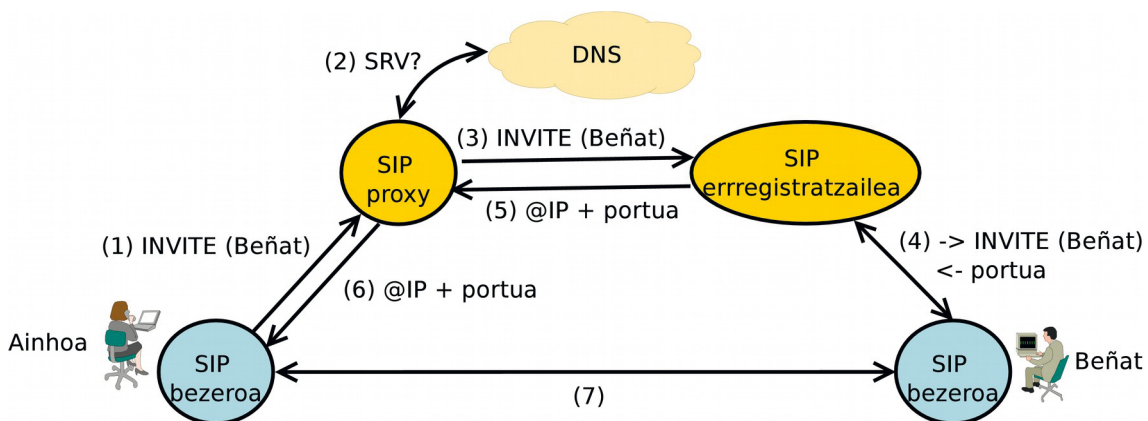 DNS
(2) SRV?
(3) INVITE (Beñat)
SIP
proxy
SIP
errregistratzailea
(5) @IP + portua
(1) INVITE (Beñat)
(4) -> INVITE (Beñat)
<- portua
(6) @IP + portua
Ainhoa
SIP
bezeroa
(7)
SIP
bezeroa
Beñat